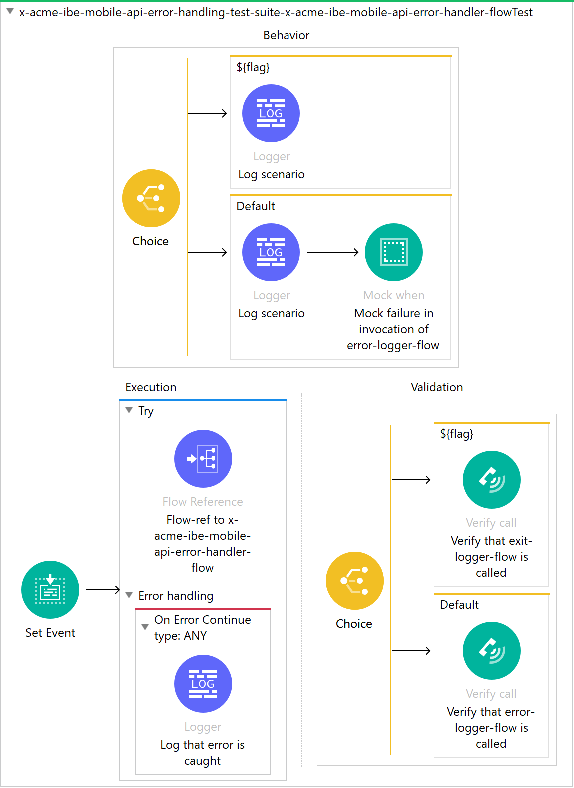 x-acme-ibe-mobile-api-error-handling-test-suite-x-acme-ibe-mobile-api-error-handler-flowTest
Behavior
Choice
${flag}
LOG
Logger
Log scenario
Default
LOG
Logger
Log scenario
Mock when
Mock failure in
invocation of
error-logger-flow
Execution
Set Event
Try
Flow Reference
Flow-ref to x-
acme-ibe-mobile-
api-error-handler-
flow
Error handling
On Error Continue
type: ANY
LOG
Logger
Log that error is
caught
Validation
Choice
${flag}
Verify call
Verify that exit-
logger-flow is
called
Default
Verify call
Verify that error-
logger-flow is
called